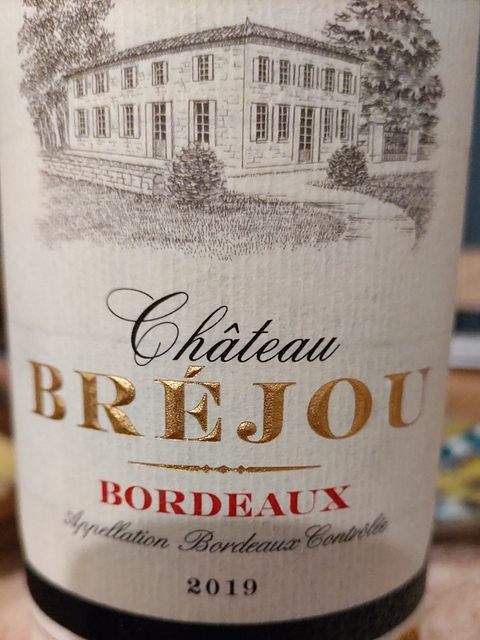 Château
BRÉJOU
BORDEAUX
Appellation Bordeaux Contrôlée
2019